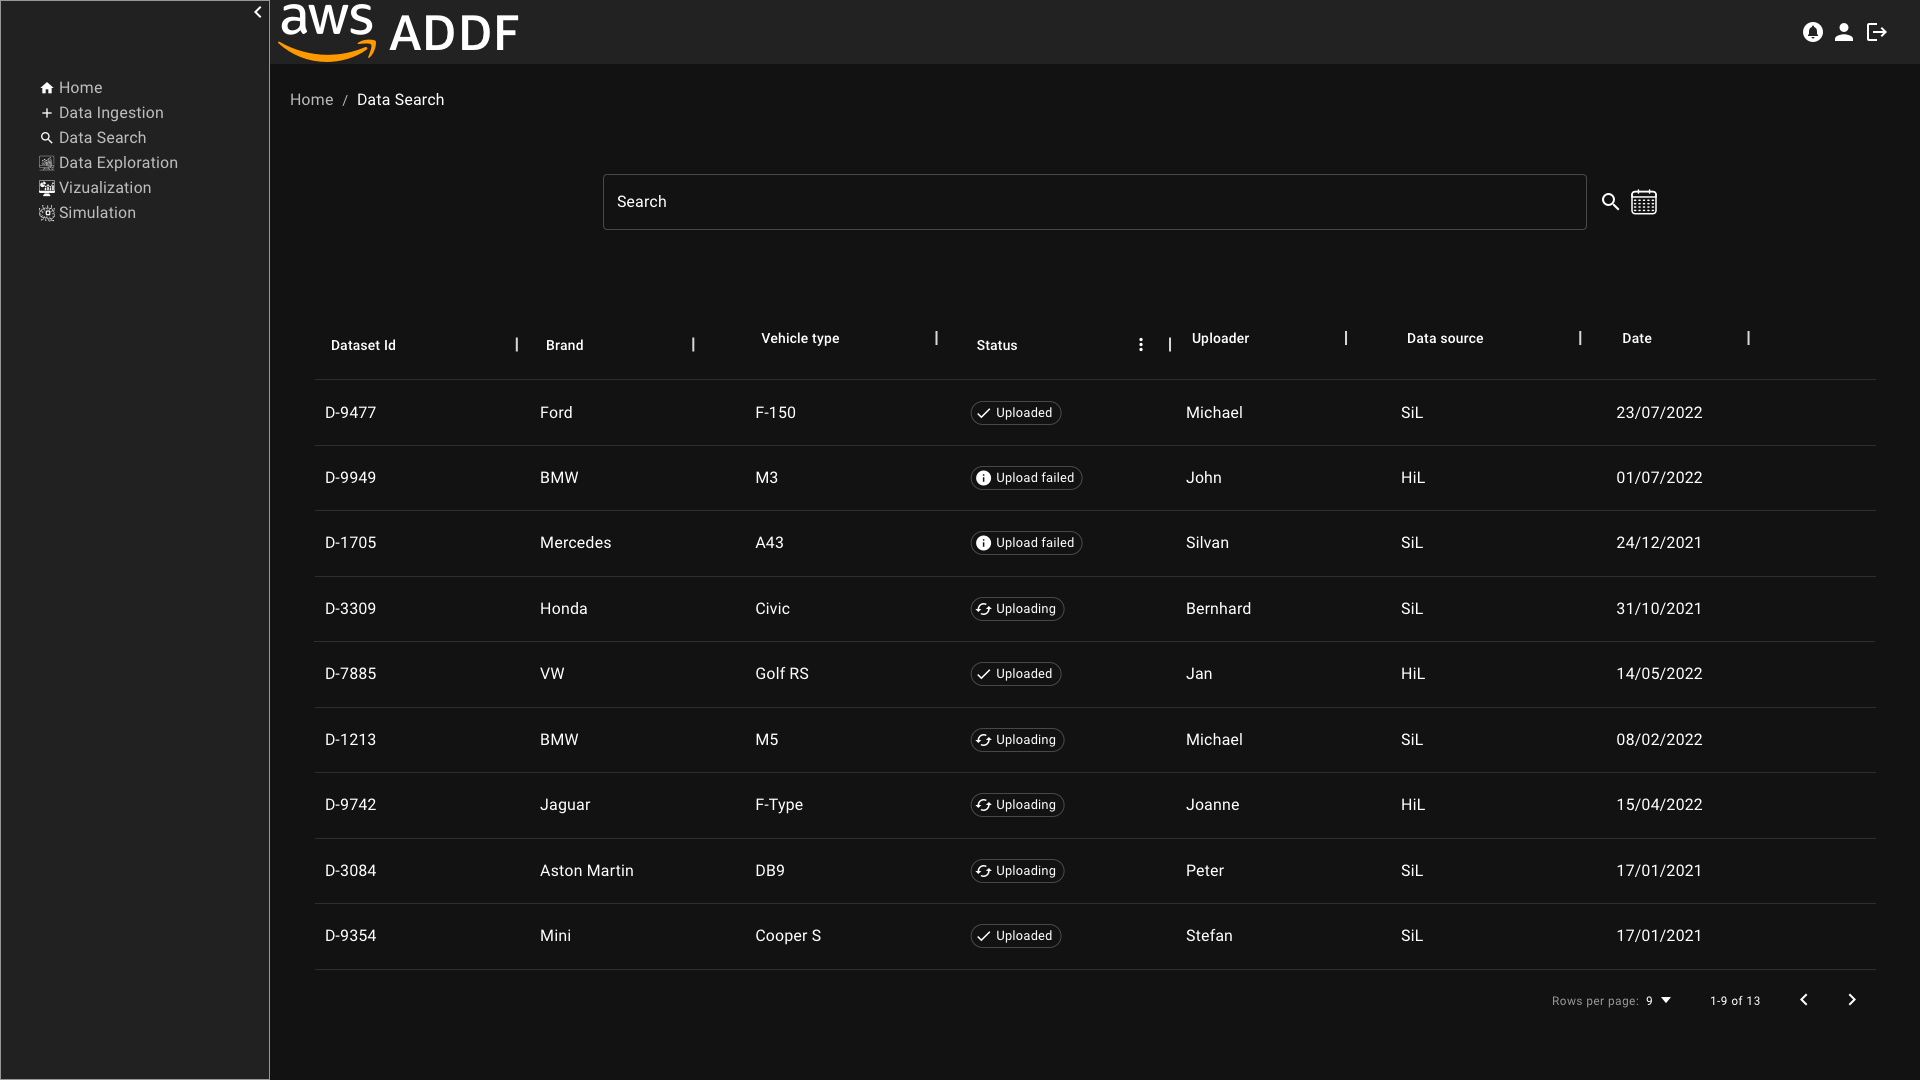 aws ADDF
Home
Data Ingestion
Data Search
Data Exploration
Vizualization
Simulation
Home / Data Search
Search
Dataset Id | Brand | Vehicle type | Status | Uploader | Data source | Date |
D-9477 Ford F-150 Uploaded Michael SiL 23/07/2022
D-9949 BMW M3 Upload failed John HiL 01/07/2022
D-1705 Mercedes A43 Upload failed Silvan SiL 24/12/2021
D-3309 Honda Civic Uploading Bernhard SiL 31/10/2021
D-7885 VW Golf RS Uploaded Jan HiL 14/05/2022
D-1213 BMW M5 Uploading Michael SiL 08/02/2022
D-9742 Jaguar F-Type Uploading Joanne HiL 15/04/2022
D-3084 Aston Martin DB9 Uploading Peter SiL 17/01/2021
D-9354 Mini Cooper S Uploaded Stefan SiL 17/01/2021
Rows per page: 9 1-9 of 13